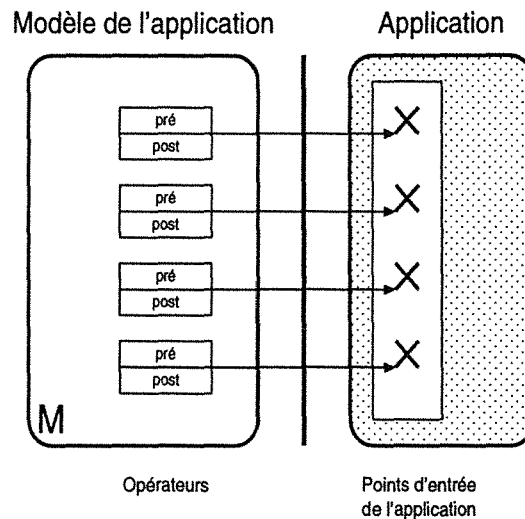 Modèle de l'application
Application
pré
post
pré
post
pré
post
pré
post
M
Opérateurs
Points d'entrée
de l'application